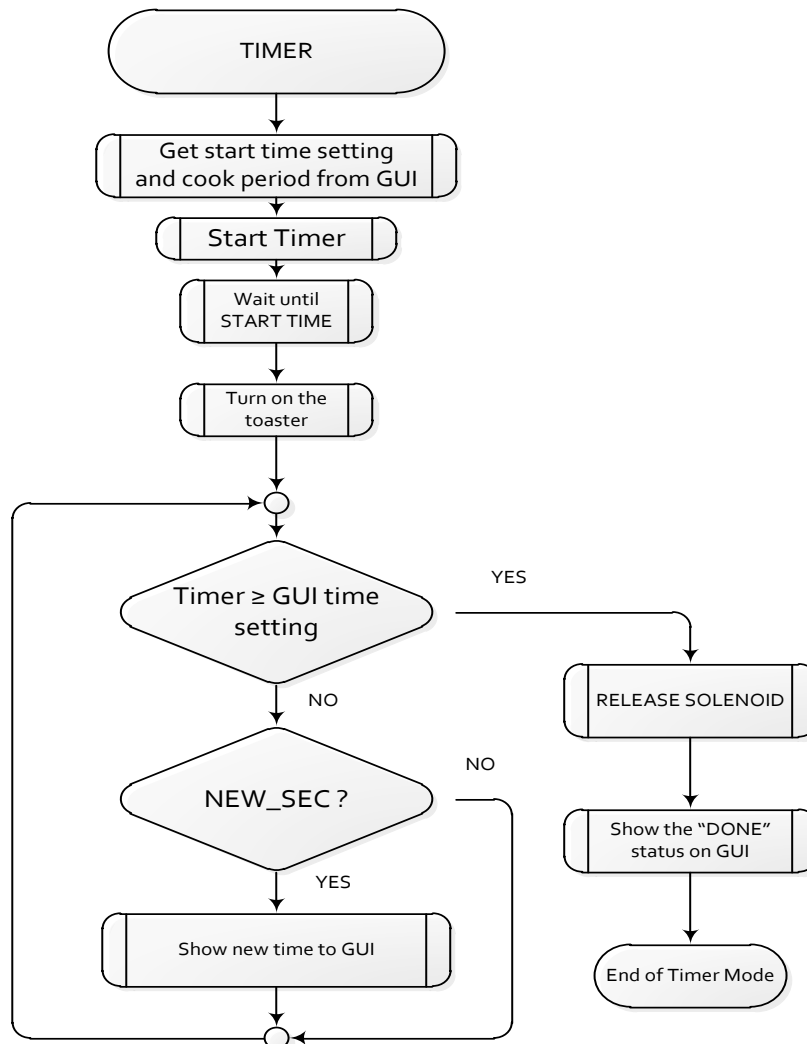 TIMER
Get start time setting
and cook period from GUI
Start Timer
Wait until
START TIME
Turn on the
toaster
Timer ≥ GUI time
setting
YES
RELEASE SOLENOID
NO
NEW_SEC ?
NO
Show the “DONE”
status on GUI
YES
Show new time to GUI
End of Timer Mode